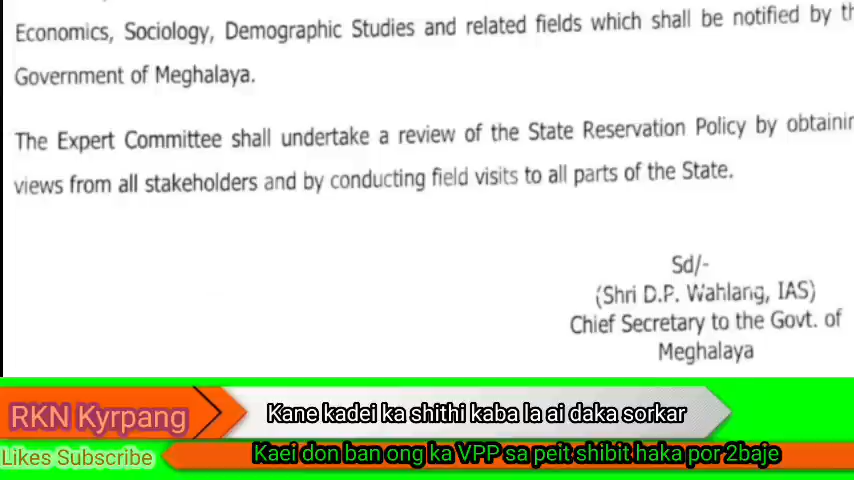 Economics, Sociology, Demographic Studies and related fields which shall be notified by
Government of Meghalaya.
The Expert Committee shall undertake a review of the State Reservation Policy by
views from all stakeholders and by conducting field visits to all parts of the State.
Sd/-
(Shri D.P. Wahlang, IAS)
Chief Secretary to the Govt. of
Meghalaya
RKN Kyrpang
Kane kadei ka shithi kaba la ai daka sorkar
Likes Subscribe
Kaei don ban ong ka VPP sa peit shibit haka por 2baje